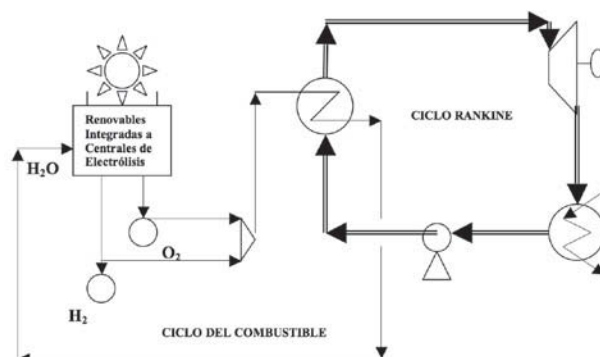 Renovables
Integradas a
Centrales de
Electrólisis
CICLO RANKINE
H₂O
O₂
H₂
CICLO DEL COMBUSTIBLE